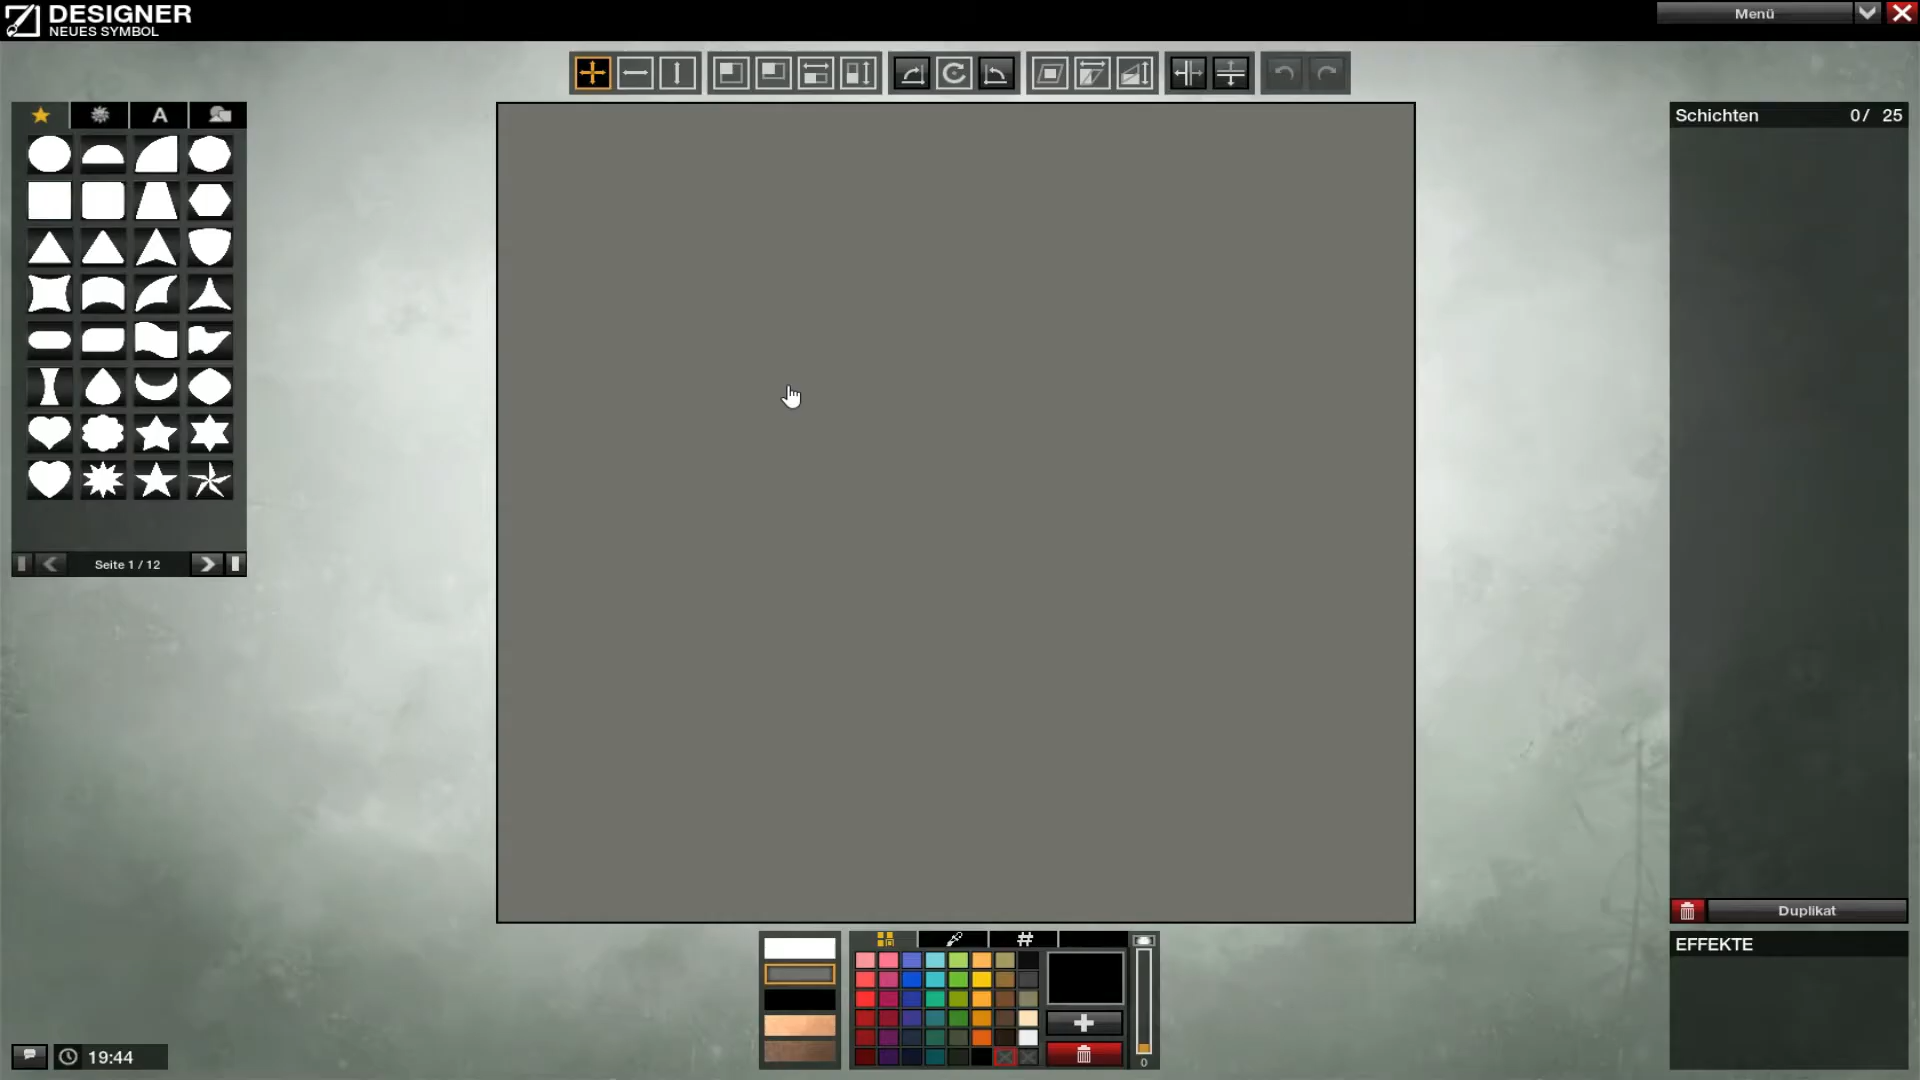 DESIGNER
NEUES SYMBOL
Menü
A
Schichten 0/ 25
Seite 1 / 12
Duplikat
EFFEKTE
#
0
19:44